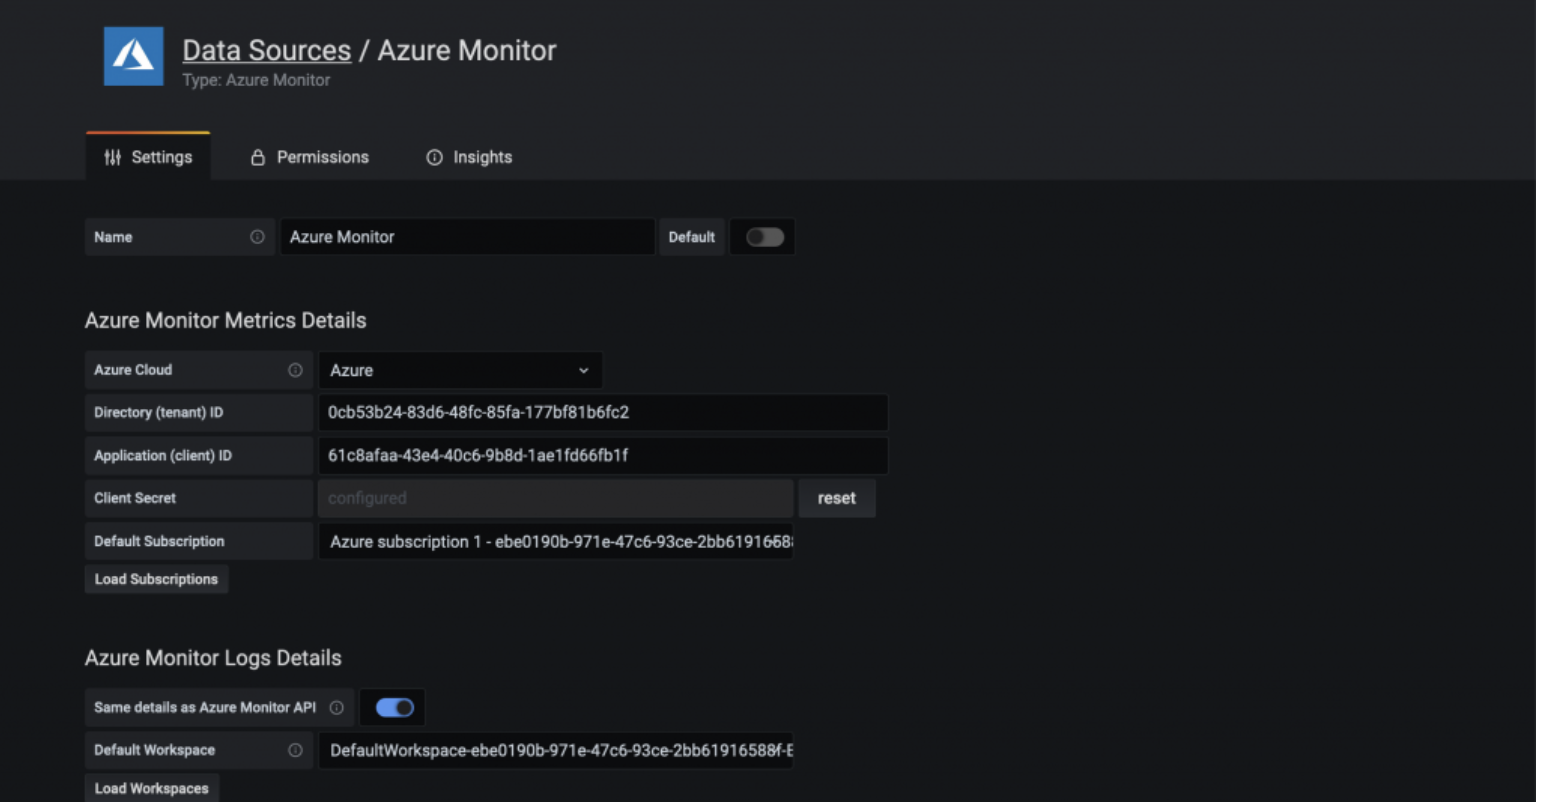 Data Sources / Azure Monitor
Type: Azure Monitor
Settings Permissions Insights
Name Azure Monitor Default
Azure Monitor Metrics Details
Azure Cloud Azure
Directory (tenant) ID 0cb53b24-83d6-48fc-85fa-177bf81b6fc2
Application (client) ID 61c8afaa-43e4-40c6-9b8d-1ae1fd66fb1f
Client Secret configured reset
Default Subscription Azure subscription 1 - ebe0190b-971e-47c6-93ce-2bb61916588
Load Subscriptions
Azure Monitor Logs Details
Same details as Azure Monitor API
Default Workspace DefaultWorkspace-ebe0190b-971e-47c6-93ce-2bb61916588f-E
Load Workspaces